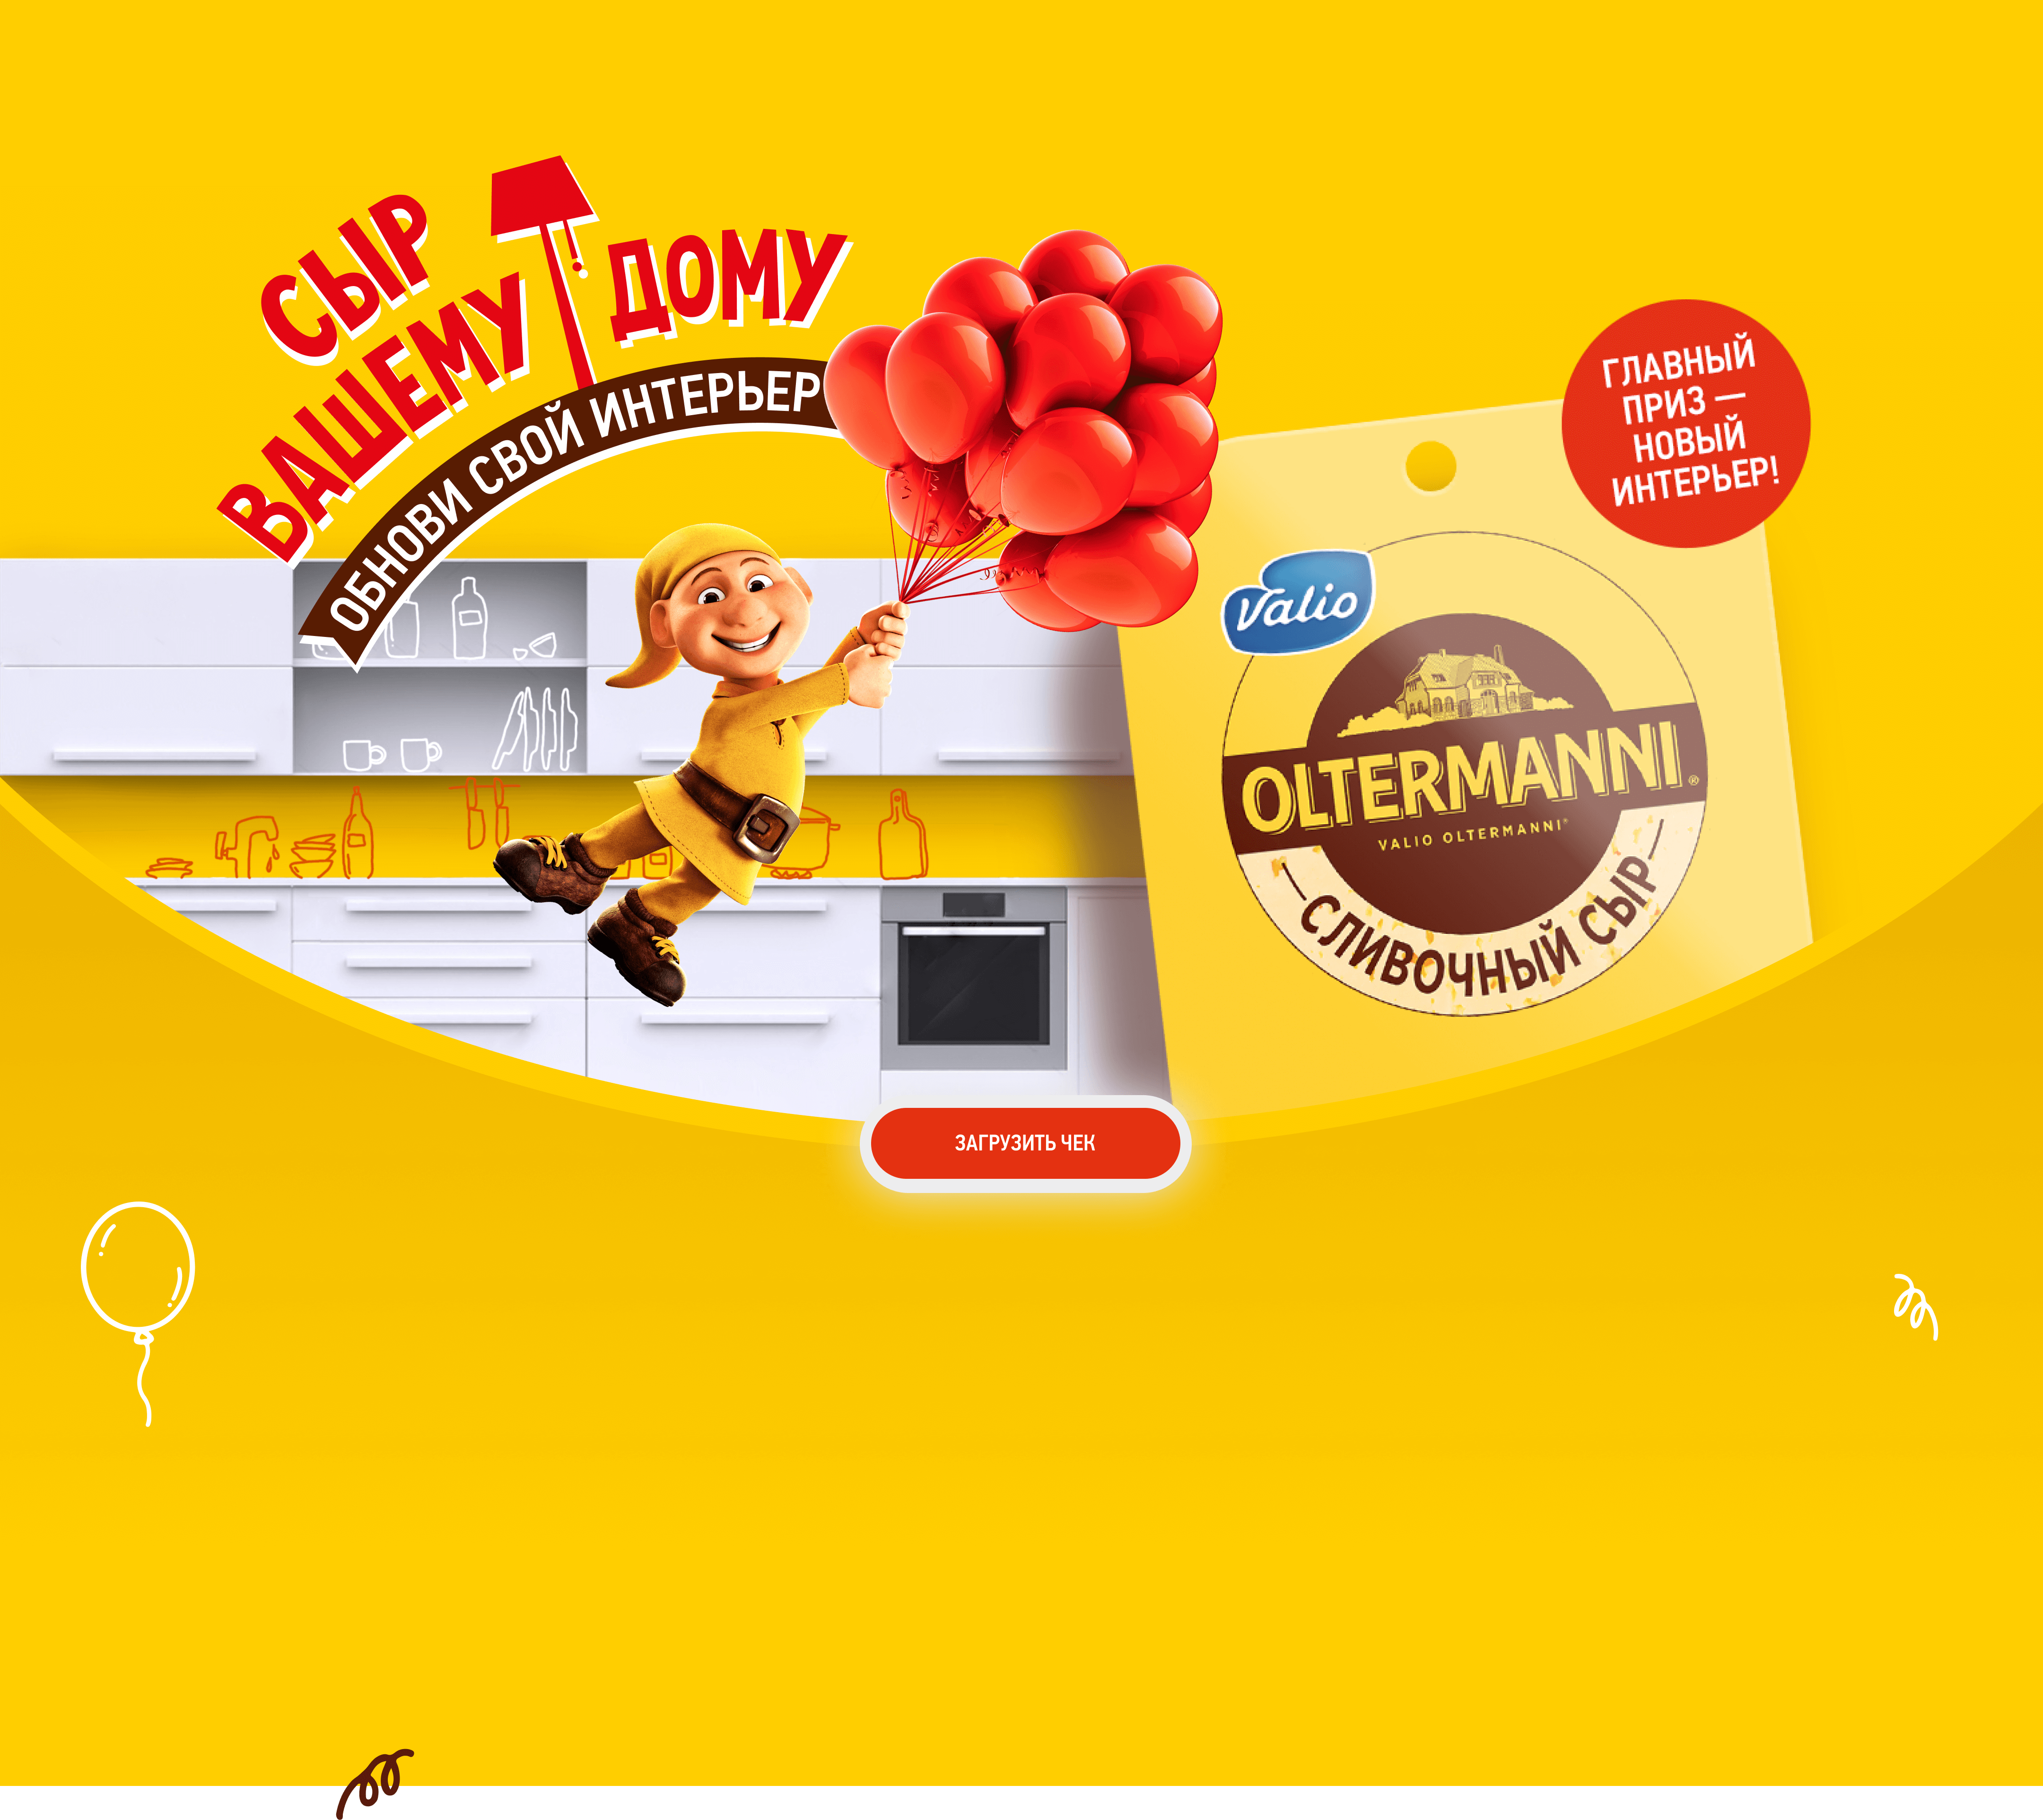 СЫР
ВАШЕМУ ДОМУ
ОБНОВИ СВОЙ ИНТЕРЬЕР
ГЛАВНЫЙ
ПРИЗ —
НОВЫЙ
ИНТЕРЬЕР!
Valio
OLTERMANNI®
VALIO OLTERMANNI®
—СЛИВОЧНЫЙ СЫР—
ЗАГРУЗИТЬ ЧЕК